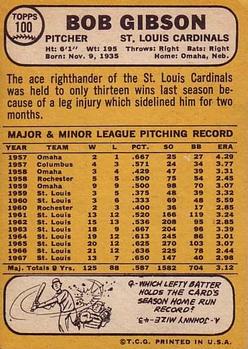 TOPPS
100
BOB GIBSON
PITCHER ST. LOUIS CARDINALS
Ht: 6'1" Wt: 195 Throws: Right Bats: Right
Born: Nov. 9, 1935 Home: Omaha, Neb.
The ace righthander of the St. Louis Cardinals
was held to only thirteen wins last season be-
cause of a leg injury which sidelined him for two
months.
MAJOR & MINOR LEAGUE PITCHING RECORD
YEAR CLUB W L PCT. SO BB ERA
1957 Omaha 2 1 .667 25 25 4.29
1957 Columbus 4 3 .571 24 34 3.77
1958 Omaha 3 4 .429 47 39 3.31
1958 Rochester 5 5 .500 75 54 2.45
1959 Omaha 9 9 .500 98 70 3.07
1959 St. Louis 3 5 .375 48 39 3.32
1960 Rochester 2 3 .400 36 17 2.85
1960 St. Louis 3 6 .333 69 48 5.59
1961 St. Louis 13 12 .520 166 119 3.24
1962 St. Louis 15 13 .536 208 95 2.85
1963 St. Louis 18 9 .667 204 96 3.39
1964 St. Louis 19 12 .613 245 86 3.01
1965 St. Louis 20 12 .625 270 103 3.07
1966 St. Louis 21 12 .636 225 78 2.44
1967 St. Louis 13 7 .650 147 40 2.98
Maj. Totals 9 Yrs. 125 88 .587 1582 704 3.12
Q- WHICH LEFTY BATTER
HOLDS THE CARD'S
SEASON HOME RUN
RECORD?
A- JOHNNY MIZE - 43
©T.C.G. PRINTED IN U.S.A.